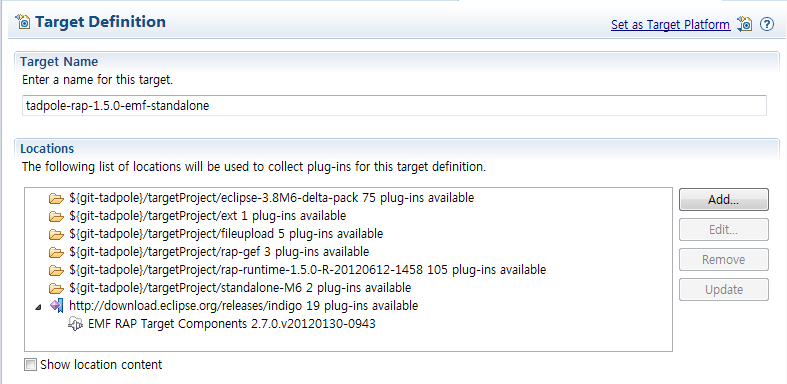 Target Definition
Set as Target Platform
Target Name
Enter a name for this target.
tadpole-rap-1.5.0-emf-standalone
Locations
The following list of locations will be used to collect plug-ins for this target definition.
${git-tadpole}/targetProject/eclipse-3.8M6-delta-pack 75 plug-ins available
${git-tadpole}/targetProject/ext 1 plug-ins available
${git-tadpole}/targetProject/fileupload 5 plug-ins available
${git-tadpole}/targetProject/rap-gef 3 plug-ins available
${git-tadpole}/targetProject/rap-runtime-1.5.0-R-20120612-1458 105 plug-ins available
${git-tadpole}/targetProject/standalone-M6 2 plug-ins available
http://download.eclipse.org/releases/indigo 19 plug-ins available
EMF RAP Target Components 2.7.0.v20120130-0943
Add...
Edit...
Remove
Update
Show location content